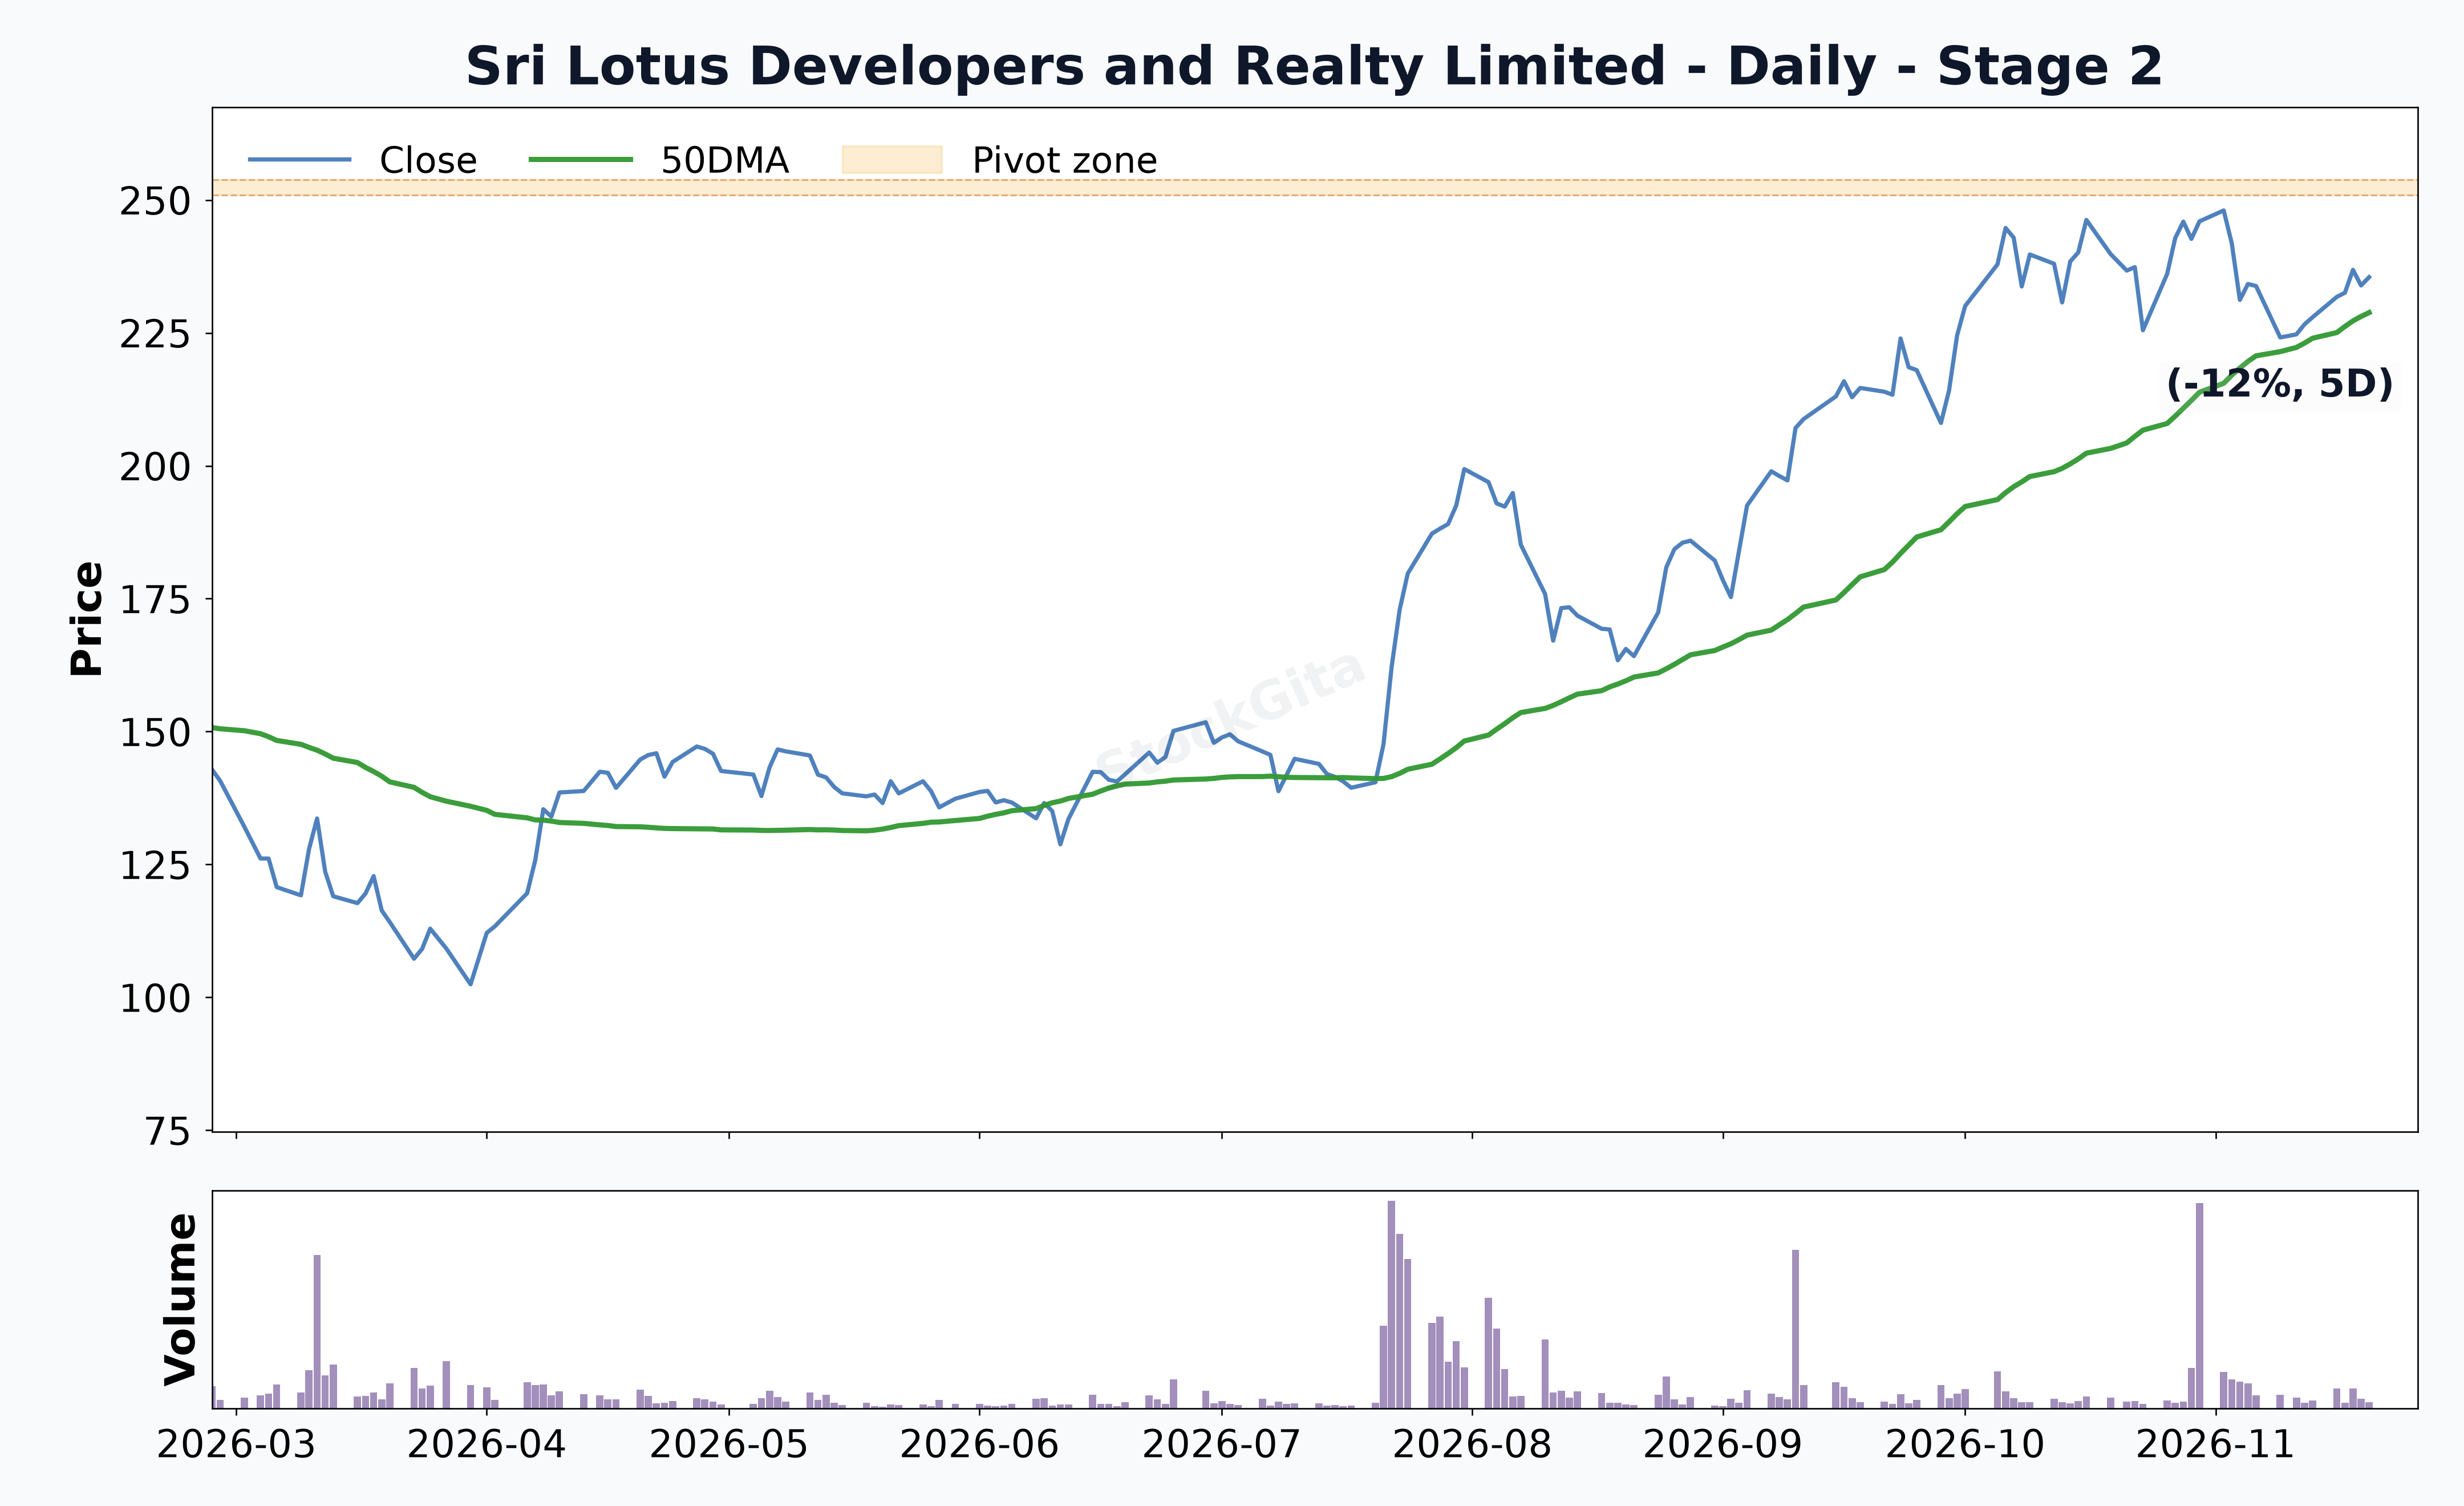 Sri Lotus Developers and Realty Limited - Daily - Stage 2
Close
50DMA
Pivot zone
250
225
200
175
150
125
100
75
Price
(-12%, 5D)
StockGita
Volume
2026-03
2026-04
2026-05
2026-06
2026-07
2026-08
2026-09
2026-10
2026-11